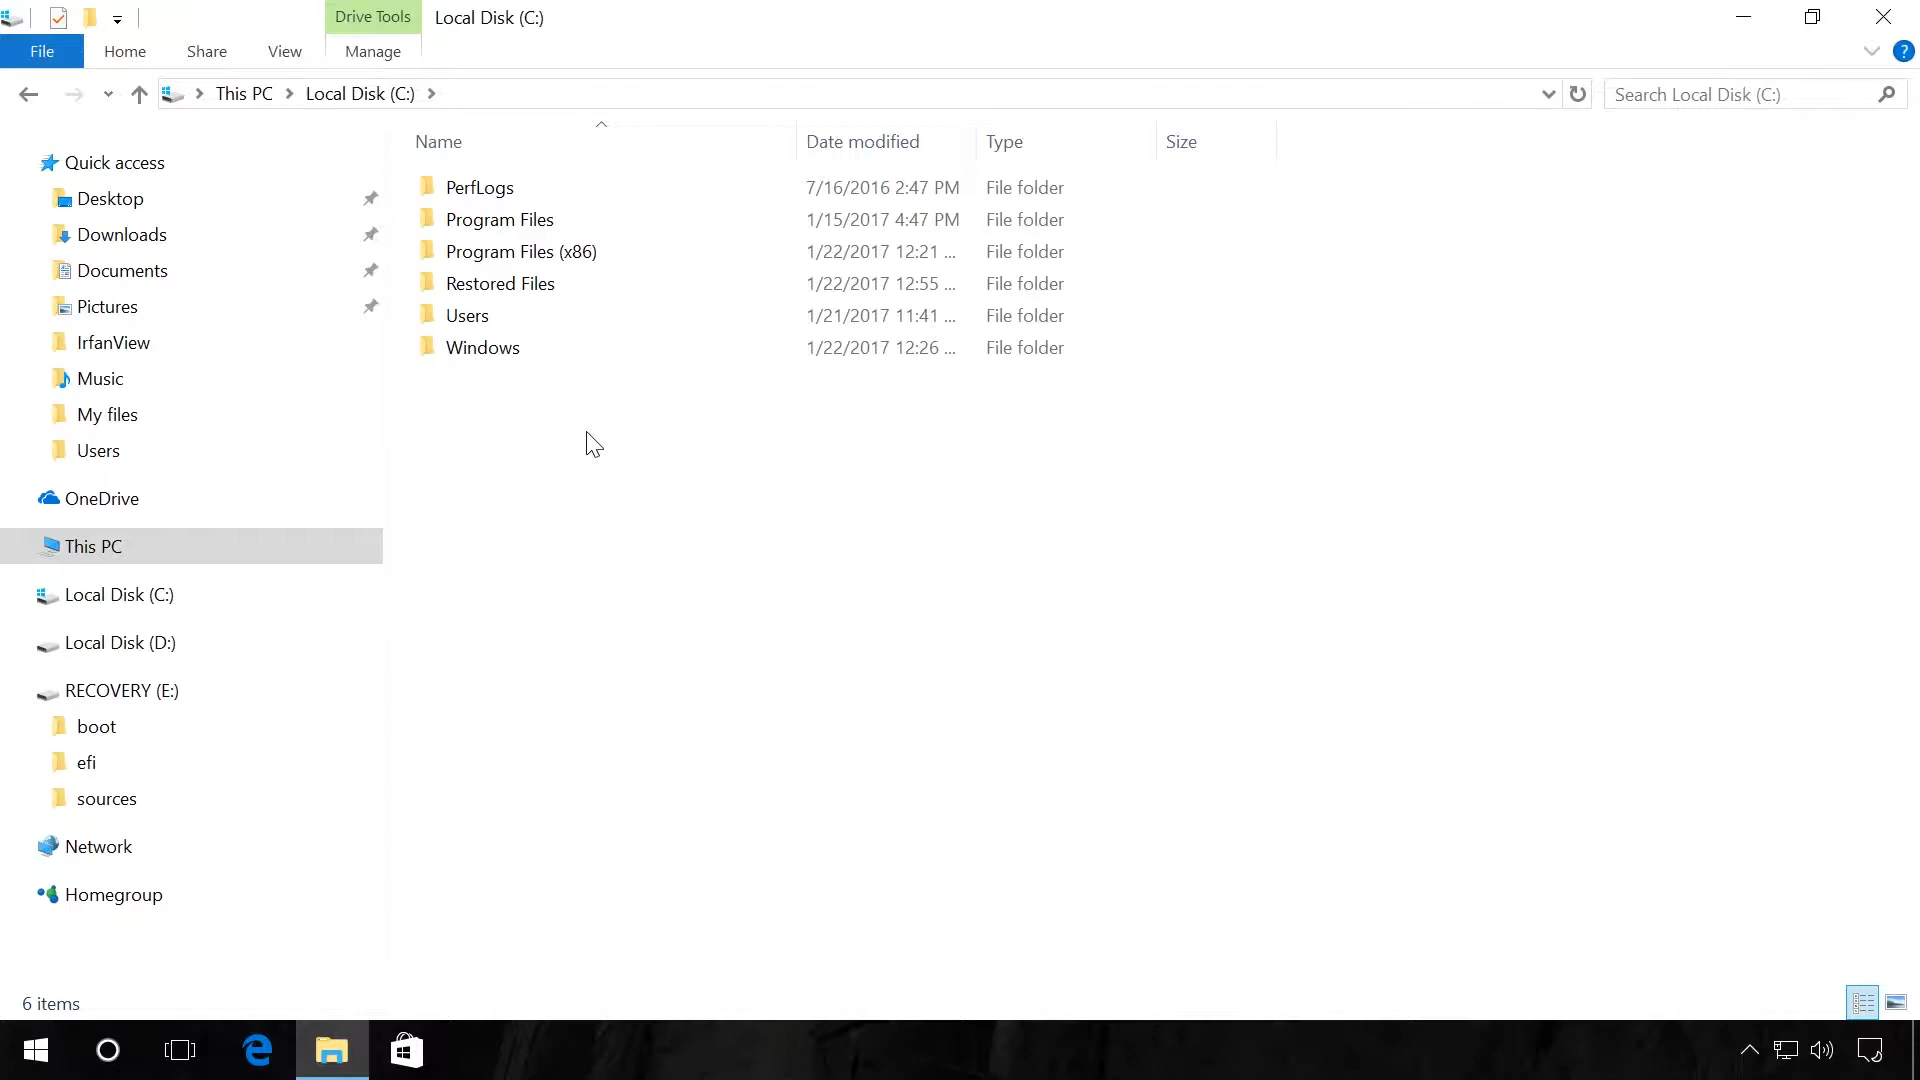 Drive Tools
Local Disk (C:)
File
Home
Share
View
Manage
?
This PC
Local Disk (C:)
Search Local Disk (C:)
Name
Date modified
Type
Size
Quick access
Desktop
Downloads
Documents
Pictures
IrfanView
Music
My files
Users
OneDrive
This PC
Local Disk (C:)
Local Disk (D:)
RECOVERY (E:)
boot
efi
sources
Network
Homegroup
PerfLogs 7/16/2016 2:47 PM File folder
Program Files 1/15/2017 4:47 PM File folder
Program Files (x86) 1/22/2017 12:21 ... File folder
Restored Files 1/22/2017 12:55 ... File folder
Users 1/21/2017 11:41 ... File folder
Windows 1/22/2017 12:26 ... File folder
6 items